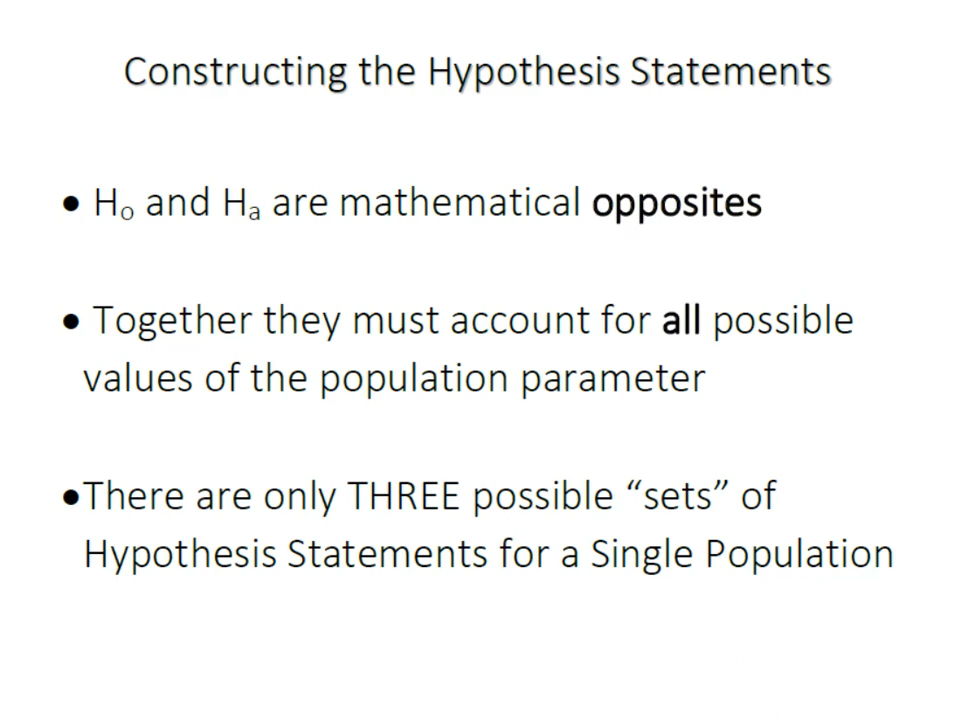 Constructing the Hypothesis Statements
• Ho and Ha are mathematical opposites
• Together they must account for all possible
values of the population parameter
•There are only THREE possible “sets” of
Hypothesis Statements for a Single Population